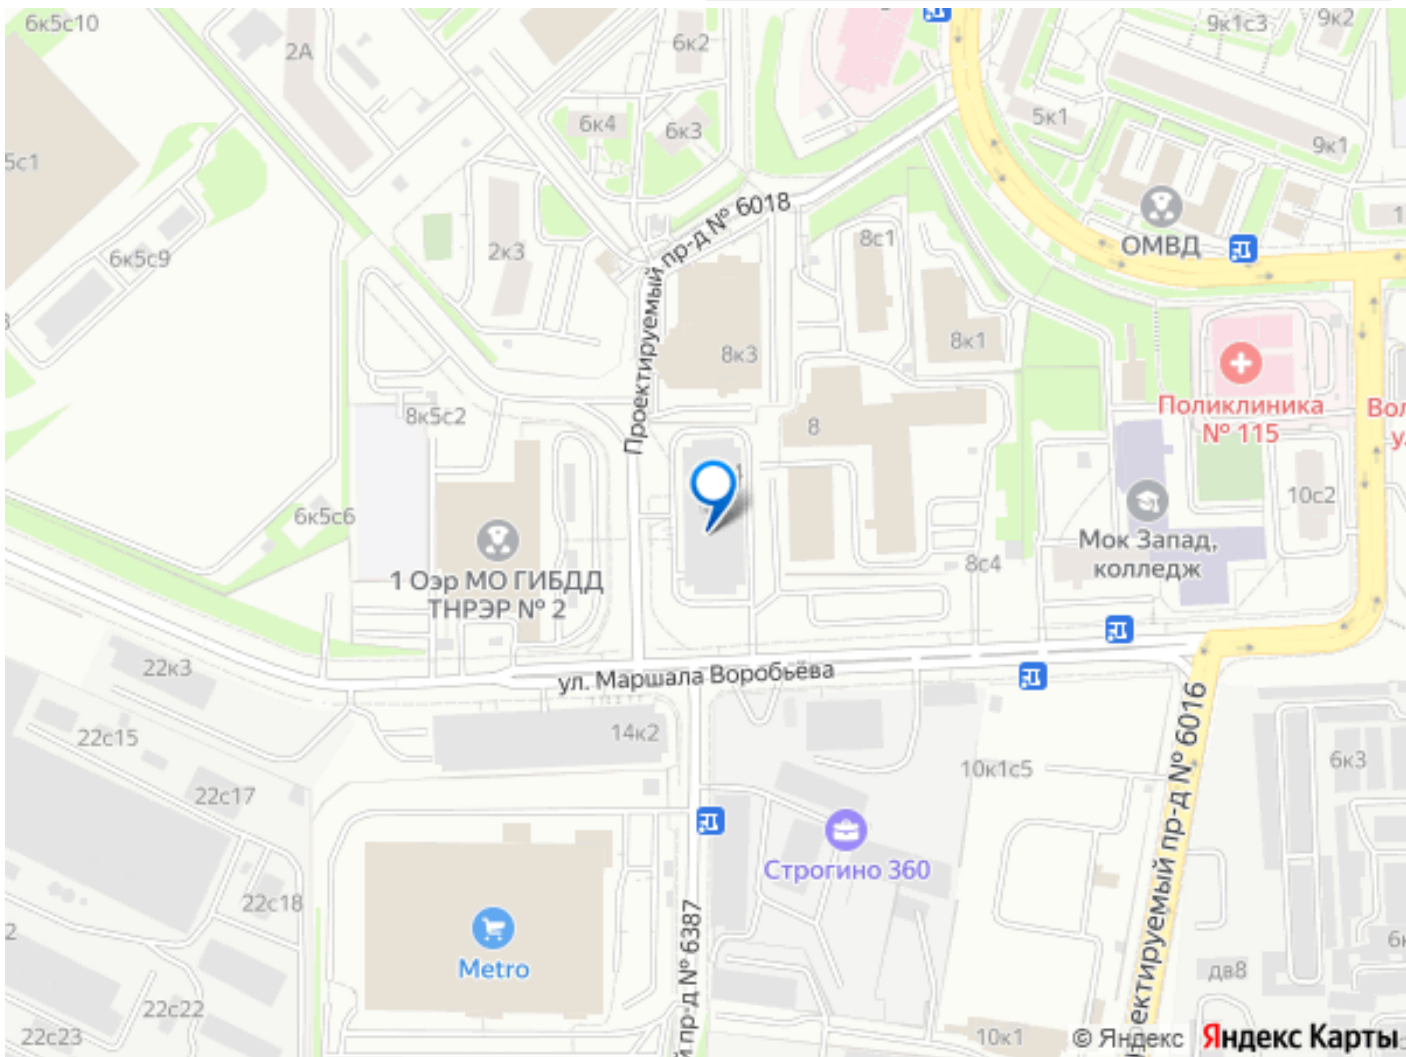 6к5с10
2А
6к2
9к1с3
9к2
5с1
6к4
6к3
5к1
9к1
6к5с9
2к3
Проектируемый пр-д № 6018
8с1
ОМВД
8к3
8к1
8к5с2
8
Поликлиника
№ 115
Вол
у.
6к5с6
10с2
1 Оэр МО ГИБДД
ТНРЭР № 2
Мок Запад,
колледж
8с4
22к3
ул. Маршала Воробьёва
22с15
14к2
10к1с5
Проектируемый пр-д № 6016
6к3
22с17
Строгино 360
22с18
Metro
й пр-д № 6387
дв8
22с22
22с23
10к1
© Яндекс
Яндекс Карты